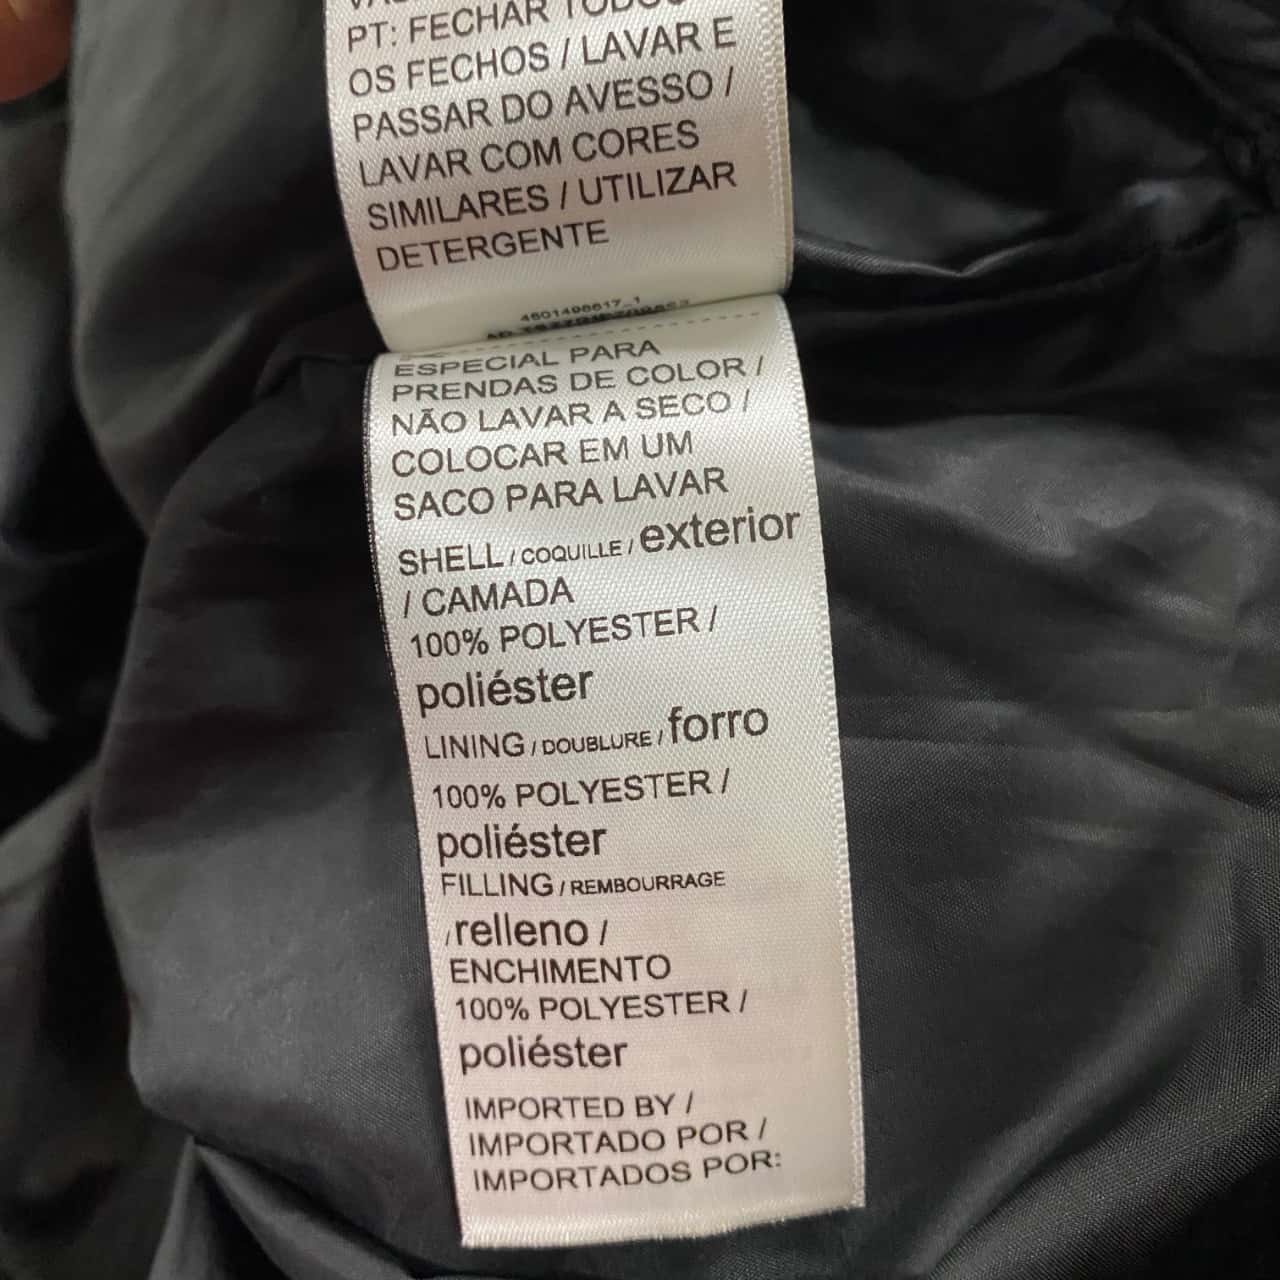 PT: FECHAR TODOS
OS FECHOS / LAVAR E
PASSAR DO AVESSO /
LAVAR COM CORES
SIMILARES / UTILIZAR
DETERGENTE
4501496617_1
ESPECIAL PARA
PRENDAS DE COLOR /
NÃO LAVAR A SECO /
COLOCAR EM UM
SACO PARA LAVAR
SHELL / COQUILLE / exterior
/ CAMADA
100% POLYESTER /
poliéster
LINING / DOUBLURE / forro
100% POLYESTER /
poliéster
FILLING / REMBOURRAGE
/ relleno /
ENCHIMENTO
100% POLYESTER /
poliéster
IMPORTED BY /
IMPORTADO POR /
IMPORTADOS POR: